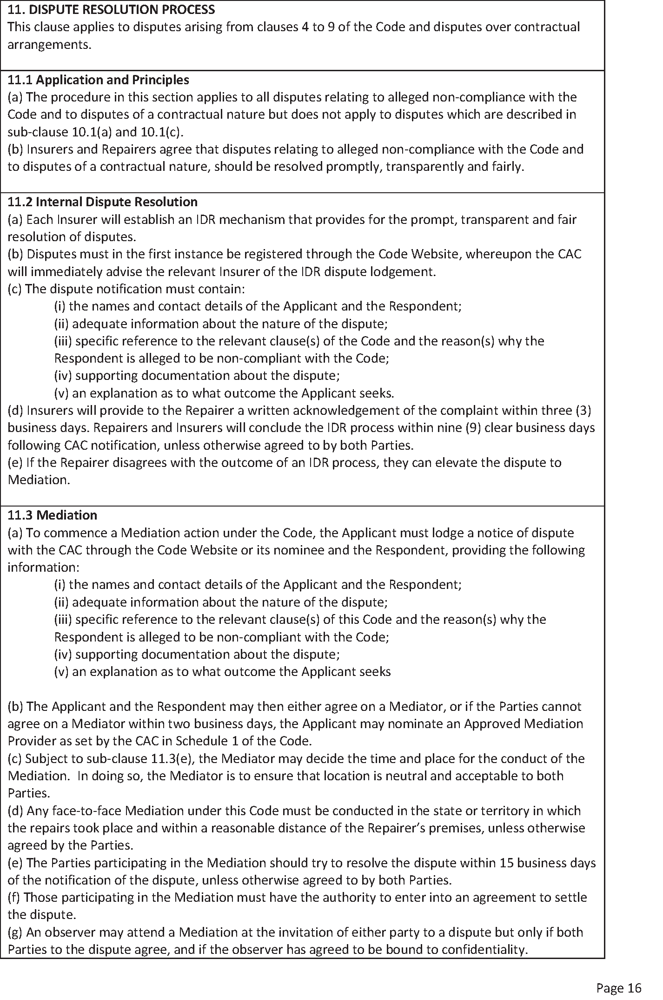 11. DISPUTE RESOLUTION PROCESS
This clause applies to disputes arising from clauses 4 to 9 of the Code and disputes over contractual
arrangements.
11.1 Application and Principles
(a) The procedure in this section applies to all disputes relating to alleged non-compliance with the
Code and to disputes of a contractual nature but does not apply to disputes which are described in
sub-clause 10.1(a) and 10.1(c).
(b) Insurers and Repairers agree that disputes relating to alleged non-compliance with the Code and
to disputes of a contractual nature, should be resolved promptly, transparently and fairly.
11.2 Internal Dispute Resolution
(a) Each Insurer will establish an IDR mechanism that provides for the prompt, transparent and fair
resolution of disputes.
(b) Disputes must in the first instance be registered through the Code Website, whereupon the CAC
will immediately advise the relevant Insurer of the IDR dispute lodgement.
(c) The dispute notification must contain:
(i) the names and contact details of the Applicant and the Respondent;
(ii) adequate information about the nature of the dispute;
(iii) specific reference to the relevant clause(s) of the Code and the reason(s) why the
Respondent is alleged to be non-compliant with the Code;
(iv) supporting documentation about the dispute;
(v) an explanation as to what outcome the Applicant seeks.
(d) Insurers will provide to the Repairer a written acknowledgement of the complaint within three (3)
business days. Repairers and Insurers will conclude the IDR process within nine (9) clear business days
following CAC notification, unless otherwise agreed to by both Parties.
(e) If the Repairer disagrees with the outcome of an IDR process, they can elevate the dispute to
Mediation.
11.3 Mediation
(a) To commence a Mediation action under the Code, the Applicant must lodge a notice of dispute
with the CAC through the Code Website or its nominee and the Respondent, providing the following
information:
(i) the names and contact details of the Applicant and the Respondent;
(ii) adequate information about the nature of the dispute;
(iii) specific reference to the relevant clause(s) of this Code and the reason(s) why the
Respondent is alleged to be non-compliant with the Code;
(iv) supporting documentation about the dispute;
(v) an explanation as to what outcome the Applicant seeks
(b) The Applicant and the Respondent may then either agree on a Mediator, or if the Parties cannot
agree on a Mediator within two business days, the Applicant may nominate an Approved Mediation
Provider as set by the CAC in Schedule 1 of the Code.
(c) Subject to sub-clause 11.3(e), the Mediator may decide the time and place for the conduct of the
Mediation.  In doing so, the Mediator is to ensure that location is neutral and acceptable to both
Parties.
(d) Any face-to-face Mediation under this Code must be conducted in the state or territory in which
the repairs took place and within a reasonable distance of the Repairer’s premises, unless otherwise
agreed by the Parties.
(e) The Parties participating in the Mediation should try to resolve the dispute within 15 business days
of the notification of the dispute, unless otherwise agreed to by both Parties.
(f) Those participating in the Mediation must have the authority to enter into an agreement to settle
the dispute.
(g) An observer may attend a Mediation at the invitation of either party to a dispute but only if both
Parties to the dispute agree, and if the observer has agreed to be bound to confidentiality.
Page 16